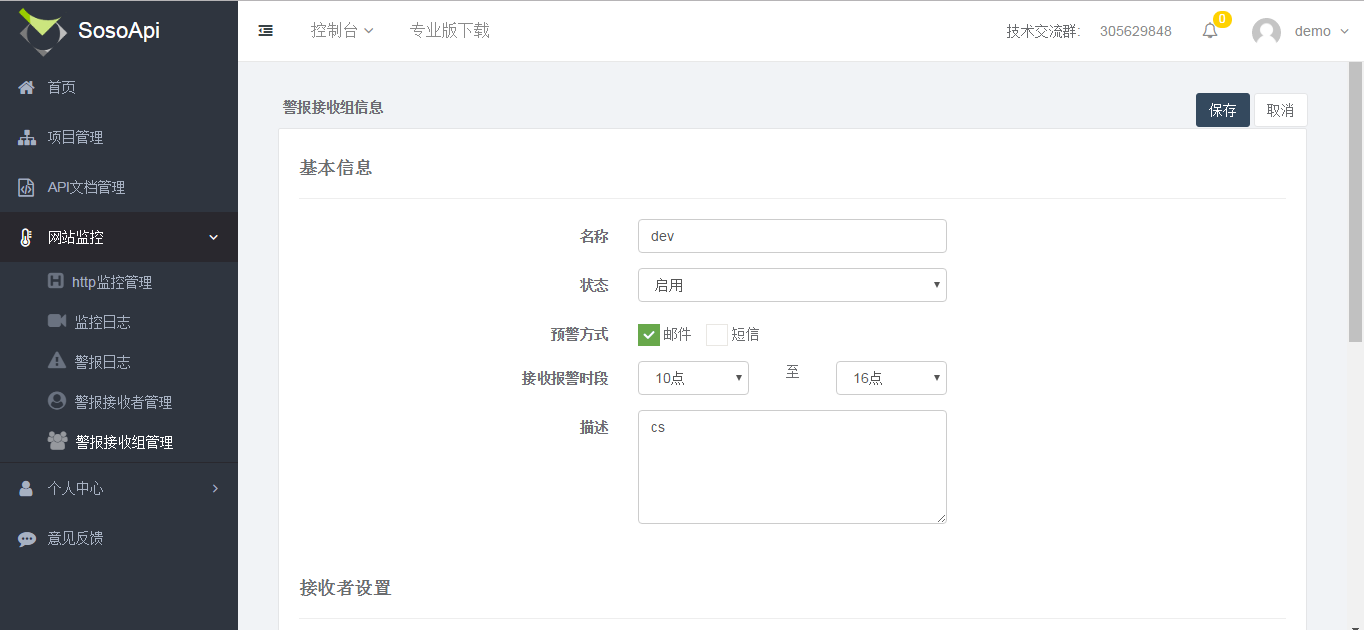 SosoApi
控制台
专业版下载
技术交流群:
305629848
0
demo
首页
项目管理
API文档管理
网站监控
http监控管理
监控日志
警报日志
警报接收者管理
警报接收组管理
个人中心
意见反馈
警报接收组信息
保存
取消
基本信息
名称
dev
状态
启用
预警方式
邮件
短信
接收报警时段
10点
至
16点
描述
cs
接收者设置